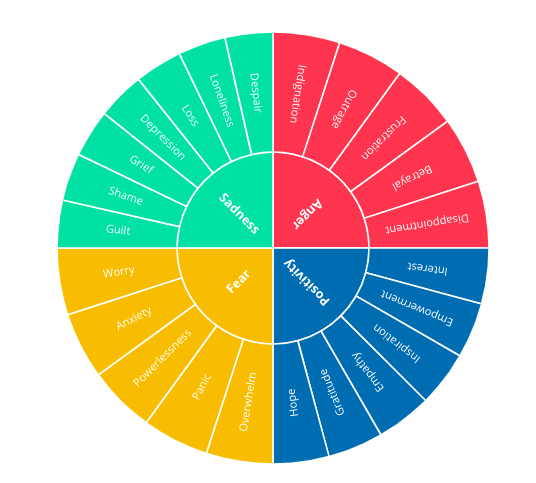 Sadness
Guilt
Shame
Grief
Depression
Loss
Loneliness
Despair
Anger
Indignation
Outrage
Frustration
Betrayal
Disappointment
Positivity
Interest
Empowerment
Inspiration
Empathy
Gratitude
Hope
Fear
Overwhelm
Panic
Powerlessness
Anxiety
Worry